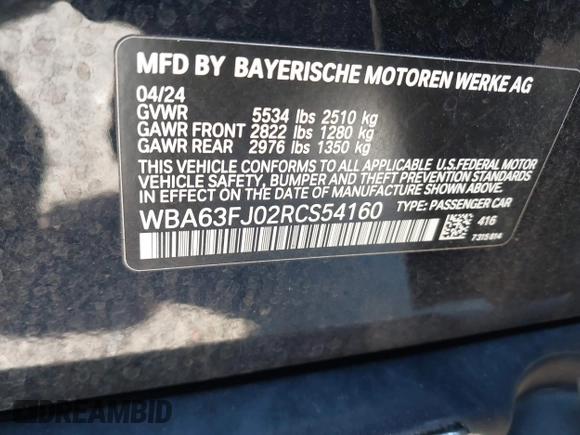 MFD BY BAYERISCHE MOTOREN WERKE AG
04/24
GVWR 5534 lbs 2510 kg
GAWR FRONT 2822 lbs 1280 kg
GAWR REAR 2976 lbs 1350 kg
THIS VEHICLE CONFORMS TO ALL APPLICABLE U.S.FEDERAL MOTOR
VEHICLE SAFETY, BUMPER AND THEFT PREVENTION STANDARDS
IN EFFECT ON THE DATE OF MANUFACTURE SHOWN ABOVE.
WBA63FJ02RCS54160 TYPE: PASSENGER CAR
416
7315814
DREAMBID